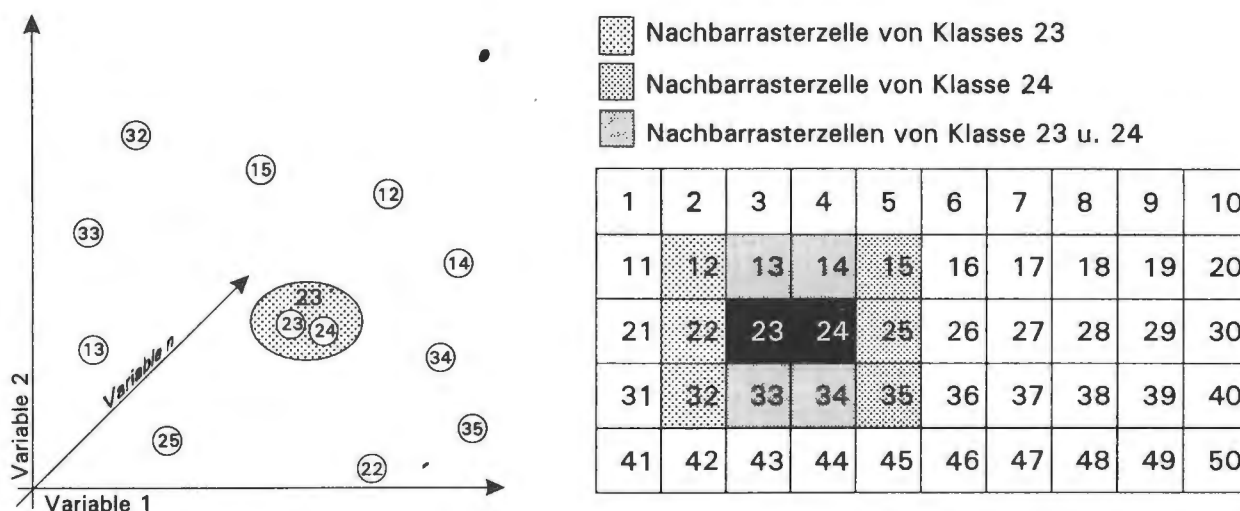 32
15
12
33
14
23
23 24
13
34
25
35
22
Variable n
Variable 2
Variable 1
Nachbarrasterzelle von Klasses 23
Nachbarrasterzelle von Klasse 24
Nachbarrasterzellen von Klasse 23 u. 24
1 2 3 4 5 6 7 8 9 10
11 12 13 14 15 16 17 18 19 20
21 22 23 24 25 26 27 28 29 30
31 32 33 34 35 36 37 38 39 40
41 42 43 44 45 46 47 48 49 50